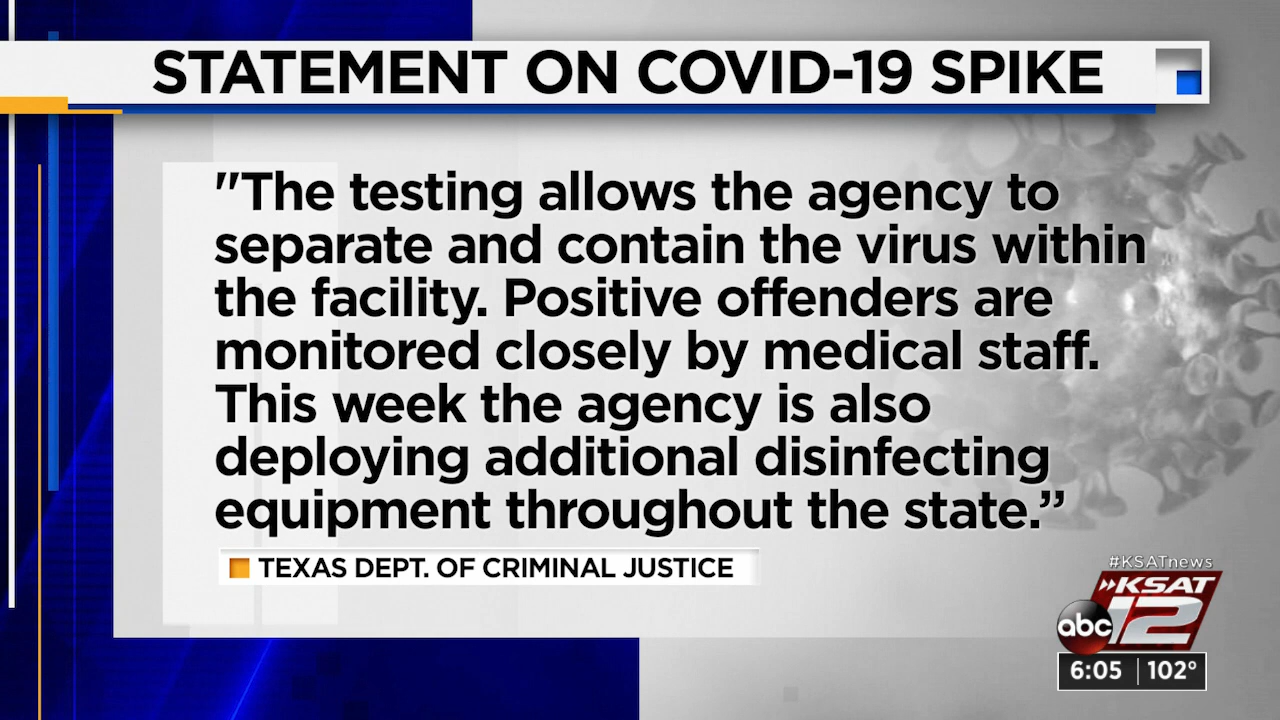 STATEMENT ON COVID-19 SPIKE
"The testing allows the agency to
separate and contain the virus within
the facility. Positive offenders are
monitored closely by medical staff.
This week the agency is also
deploying additional disinfecting
equipment throughout the state.”
TEXAS DEPT. OF CRIMINAL JUSTICE
#KSATnews
KSAT
abc 12
6:05 102°